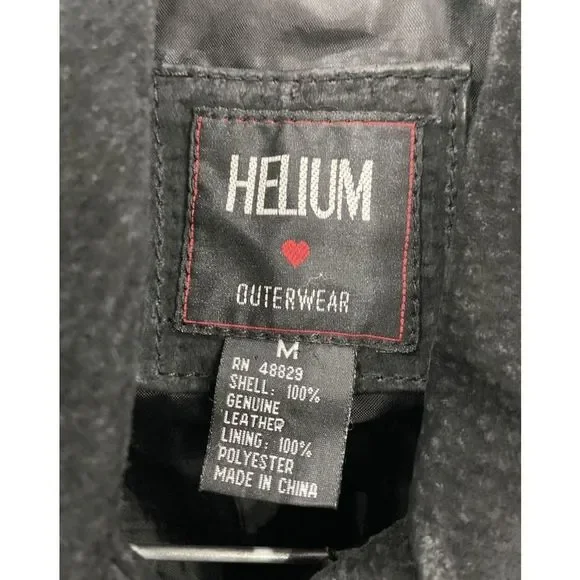 HELIUM
OUTERWEAR
M
RN 48829
SHELL: 100%
GENUINE
LEATHER
LINING: 100%
POLYESTER
MADE IN CHINA